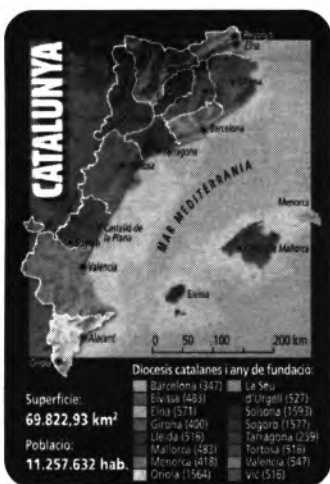 CATALUNYA
Perpinyà
Elna
Barcelona
Tarragona
Tortosa
Castelló de
la Plana
València
Alacant
MAR MEDITERRÀNIA
Menorca
Mallorca
Eivissa
0 50 100 200 km
Superfície:
69.822,93 km²
Població:
11.257.632 hab.
Diòcesis catalanes i any de fundació:
Barcelona (347)
Eivissa (483)
Elna (571)
Girona (400)
Lleida (516)
Mallorca (483)
Menorca (418)
Oriola (1564)
La Seu
d'Urgell (527)
Solsona (1593)
Sogorb (1577)
Tarragona (259)
Tortosa (516)
València (547)
Vic (516)